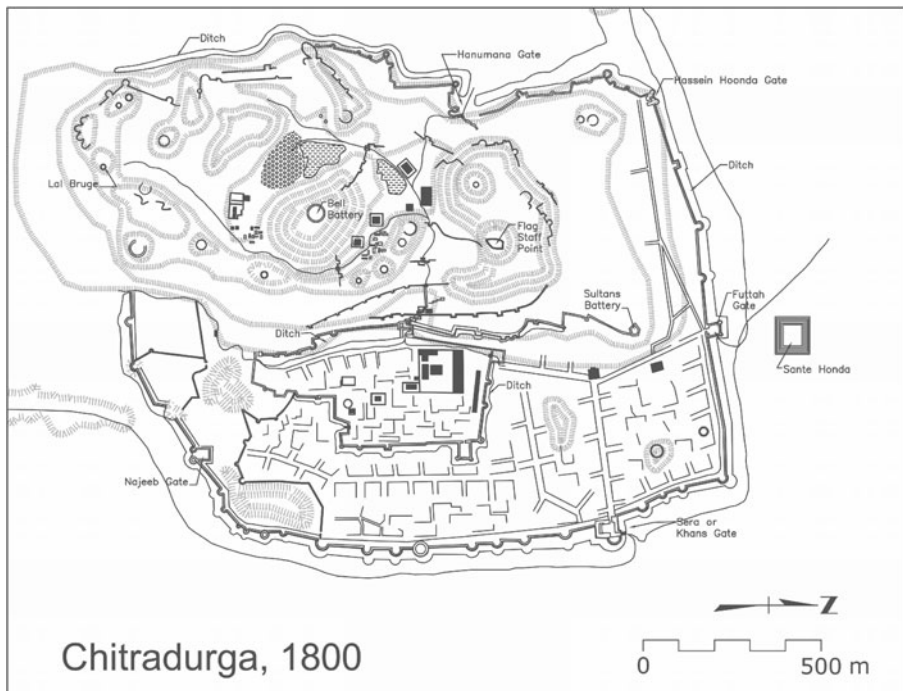 Ditch
Hanumana Gate
Hassein Hoonda Gate
Ditch
Lal Bruge
Bell
Battery
Flag
Staff
Point
Sultans
Battery
Futtah
Gate
Ditch
Sante Honda
Ditch
Najeeb Gate
Sera or
Khans Gate
Z
Chitradurga, 1800
0 500 m